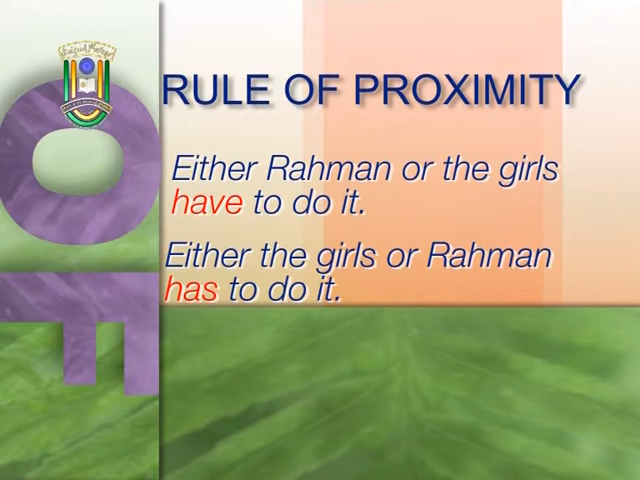 RULE OF PROXIMITY
Either Rahman or the girls
have to do it.
Either the girls or Rahman
has to do it.
OF